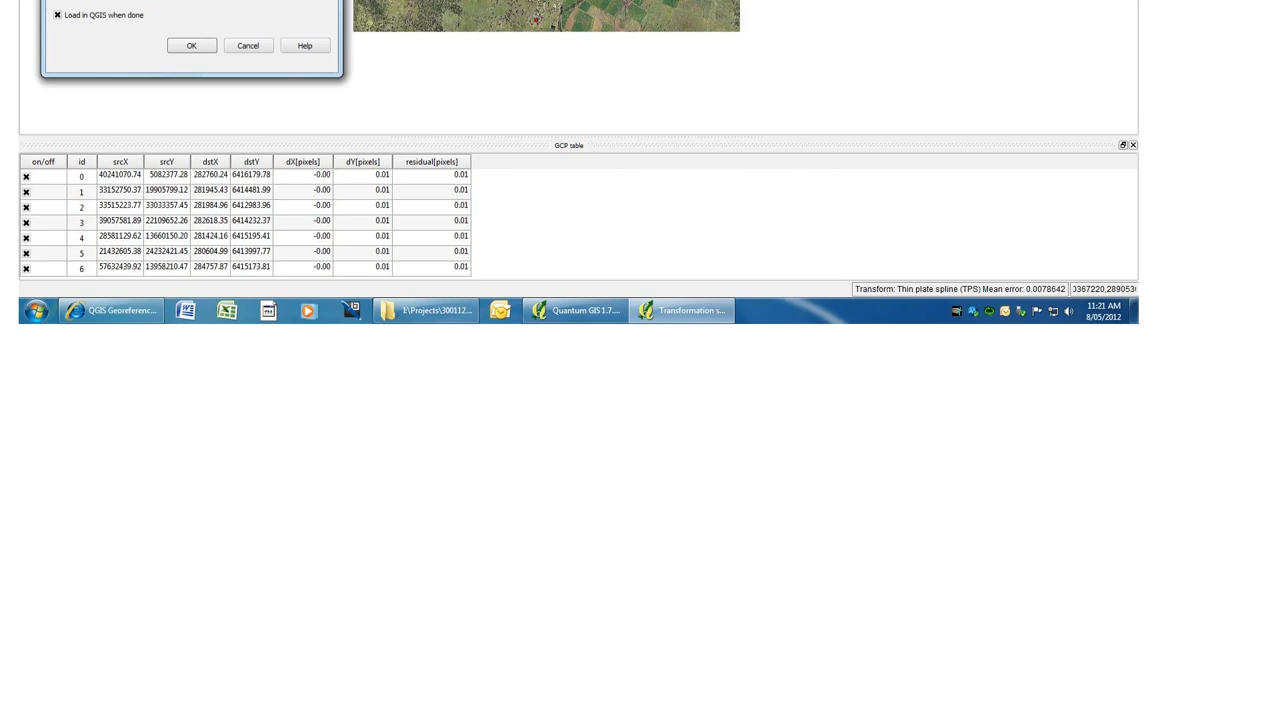 Load in QGIS when done
OK Cancel Help
GCP table
on/off id srcX srcY dstX dstY dX[pixels] dY[pixels] residual[pixels]
0 40241070.74 5082377.28 282760.24 6416179.78 -0.00 0.01 0.01
1 33152750.37 19905799.12 281945.43 6414481.99 -0.00 0.01 0.01
2 33515223.77 33033357.45 281984.96 6412983.96 -0.00 0.01 0.01
3 39057581.89 22109652.26 282618.35 6414232.37 -0.00 0.01 0.01
4 28581129.62 13660150.20 281424.16 6415195.41 -0.00 0.01 0.01
5 21432605.38 24232421.45 280604.99 6413997.77 -0.00 0.01 0.01
6 57632439.92 13958210.47 284757.87 6415173.81 -0.00 0.01 0.01
Transform: Thin plate spline (TPS) Mean error: 0.0078642
QGIS Georeferenc... I:\Projects\300112... Quantum GIS 1.7.... Transformation s... 11:21 AM
8/05/2012